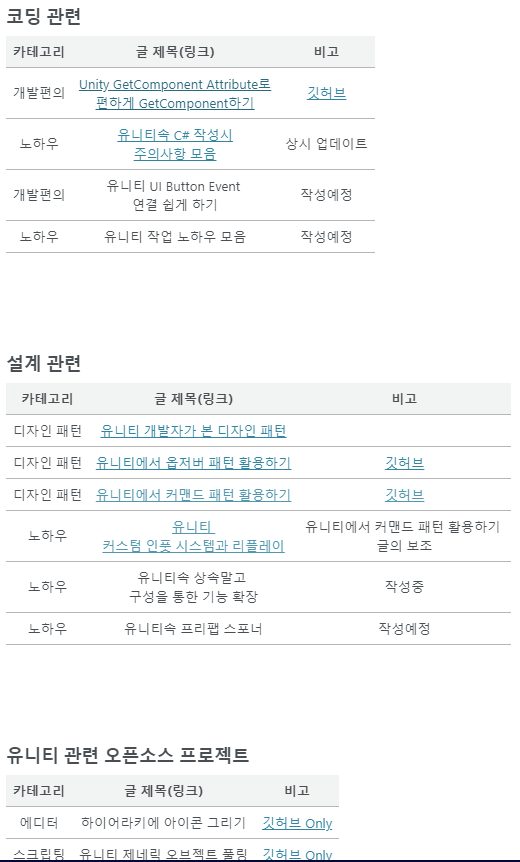 코딩 관련
카테고리 글 제목(링크) 비고
개발편의 Unity GetComponent Attribute로 깃허브
편하게 GetComponent하기
노하우 유니티속 C# 작성시 상시 업데이트
주의사항 모음
개발편의 유니티 UI Button Event 작성예정
연결 쉽게 하기
노하우 유니티 작업 노하우 모음 작성예정
설계 관련
카테고리 글 제목(링크) 비고
디자인 패턴 유니티 개발자가 본 디자인 패턴
디자인 패턴 유니티에서 옵저버 패턴 활용하기 깃허브
디자인 패턴 유니티에서 커맨드 패턴 활용하기 깃허브
노하우 유니티 유니티에서 커맨드 패턴 활용하기
커스텀 인풋 시스템과 리플레이 글의 보조
노하우 유니티속 상속말고 작성중
구성을 통한 기능 확장
노하우 유니티속 프리팹 스포너 작성예정
유니티 관련 오픈소스 프로젝트
카테고리 글 제목(링크) 비고
에디터 하이어라키에 아이콘 그리기 깃허브 Only
스크립팅 유니티 제네릭 오브젝트 풀링 깃허브 Only